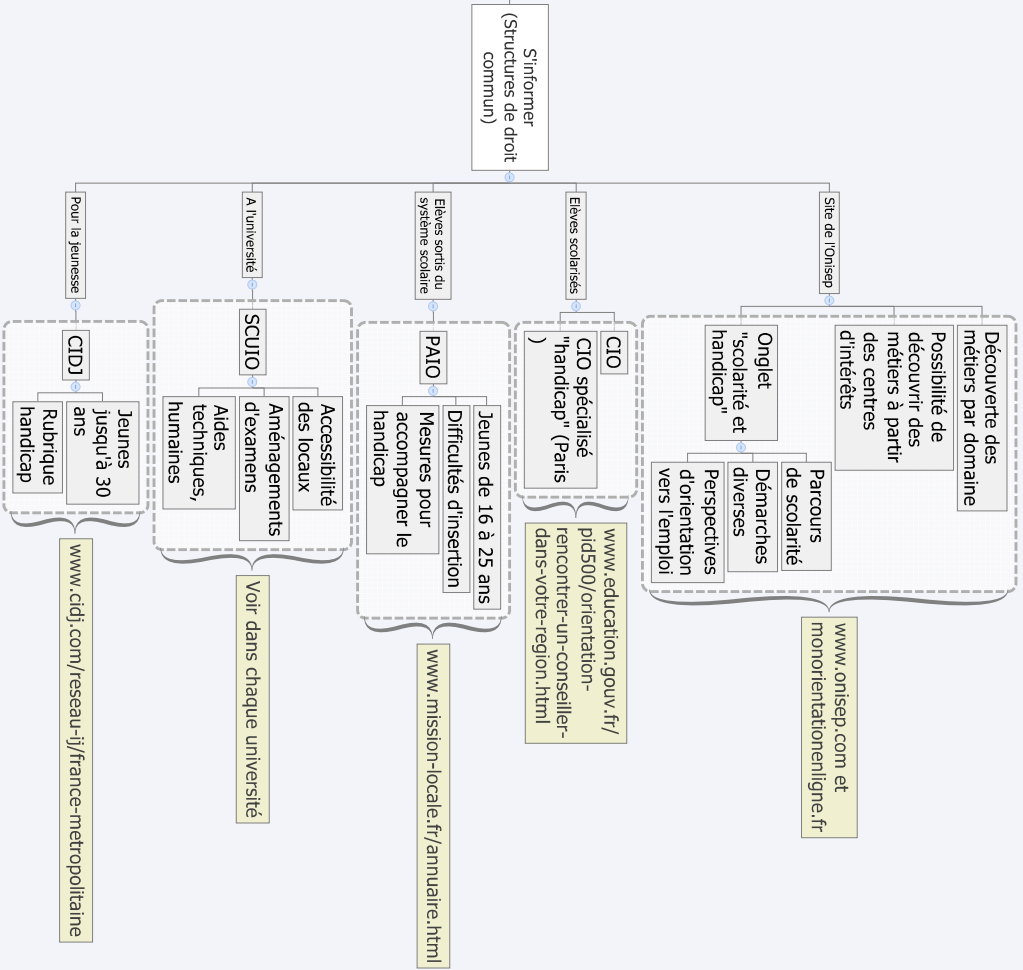 S'informer
(Structures de droit
commun)
Site de l'Onisep
Découverte des
métiers par domaine
Possibilité de
découvrir des
métiers à partir
des centres
d'intérêts
Onglet
"scolarité et
handicap"
Parcours
de scolarité
Démarches
diverses
Perspectives
d'orientation
vers l'emploi
www.onisep.com et
monorientationenligne.fr
Elèves scolarisés
CIO
CIO spécialisé
"handicap" (Paris
)
www.education.gouv.fr/
pid500/orientation-
rencontrer-un-conseiller-
dans-votre-region.html
Elèves sortis du
système scolaire
PAIO
Jeunes de 16 à 25 ans
Difficultés d'insertion
Mesures pour
accompagner le
handicap
www.mission-locale.fr/annuaire.html
A l'université
SCUIO
Accessibilité
des locaux
Aménagements
d'examens
Aides
techniques,
humaines
Voir dans chaque université
Pour la jeunesse
CIDJ
Jeunes
jusqu'à 30
ans
Rubrique
handicap
www.cidj.com/reseau-ij/france-metropolitaine